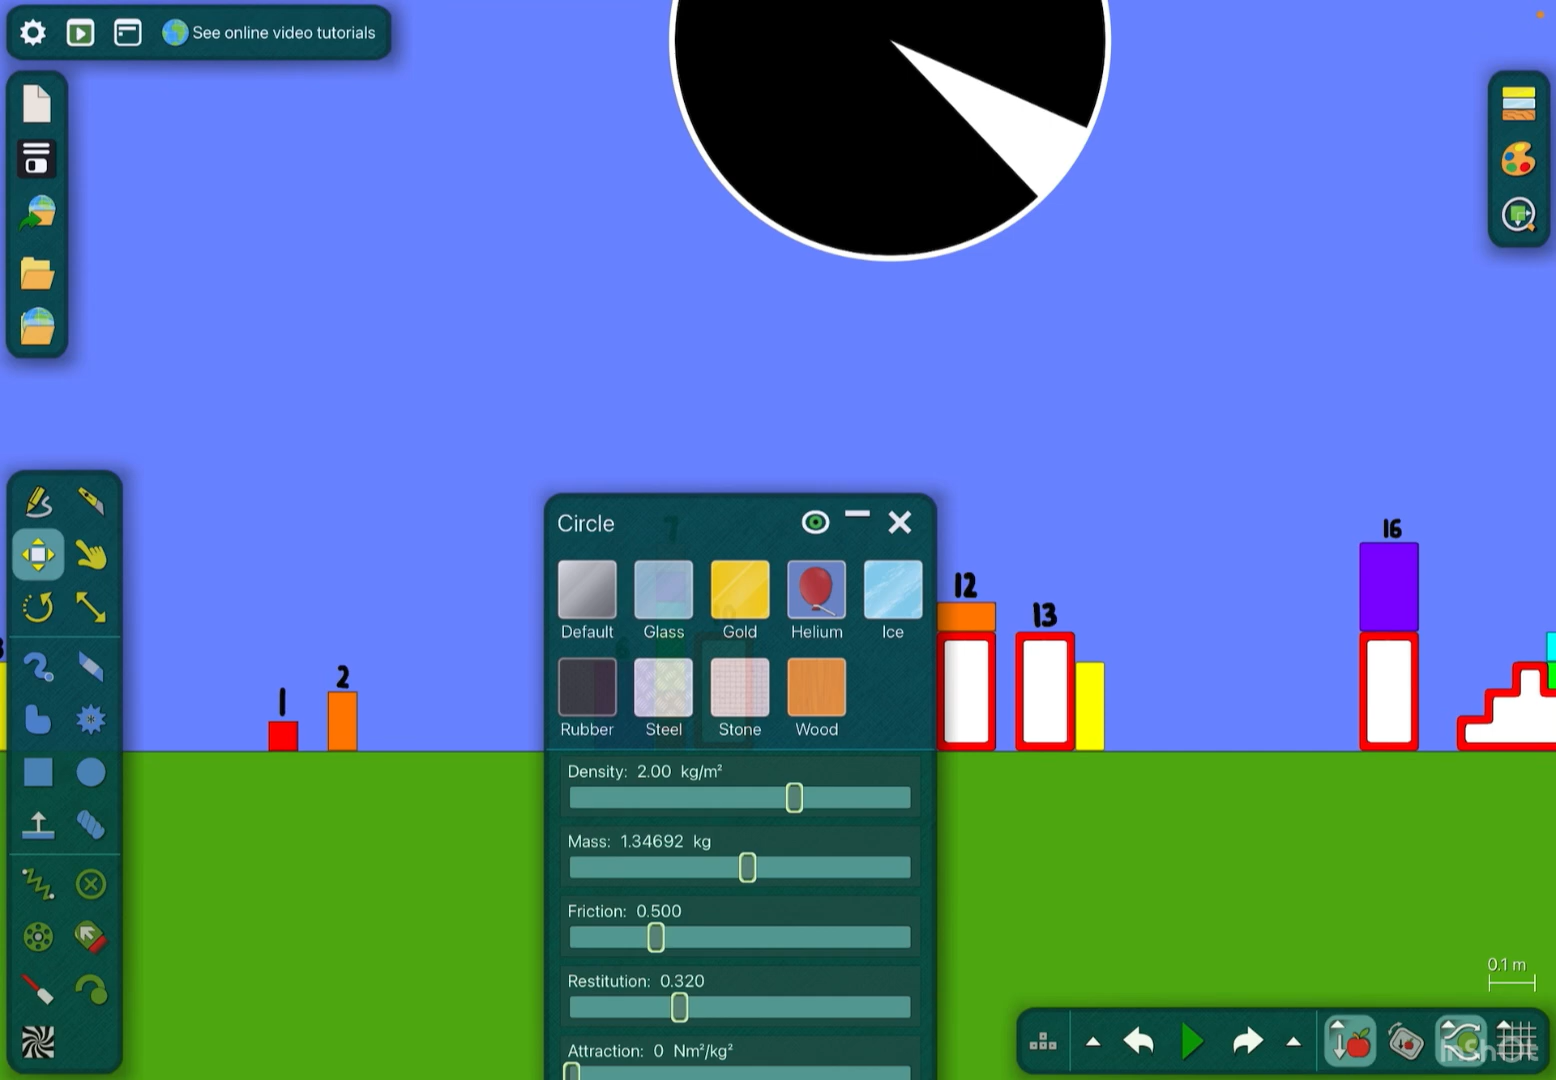 See online video tutorials
Circle
7
Default
Glass
Gold
Helium
Ice
Rubber
Steel
Stone
Wood
Density: 2.00 kg/m²
Mass: 1.34692 kg
Friction: 0.500
Restitution: 0.320
Attraction: 0 Nm²/kg²
1
2
12
13
16
0.1 m
InShOt